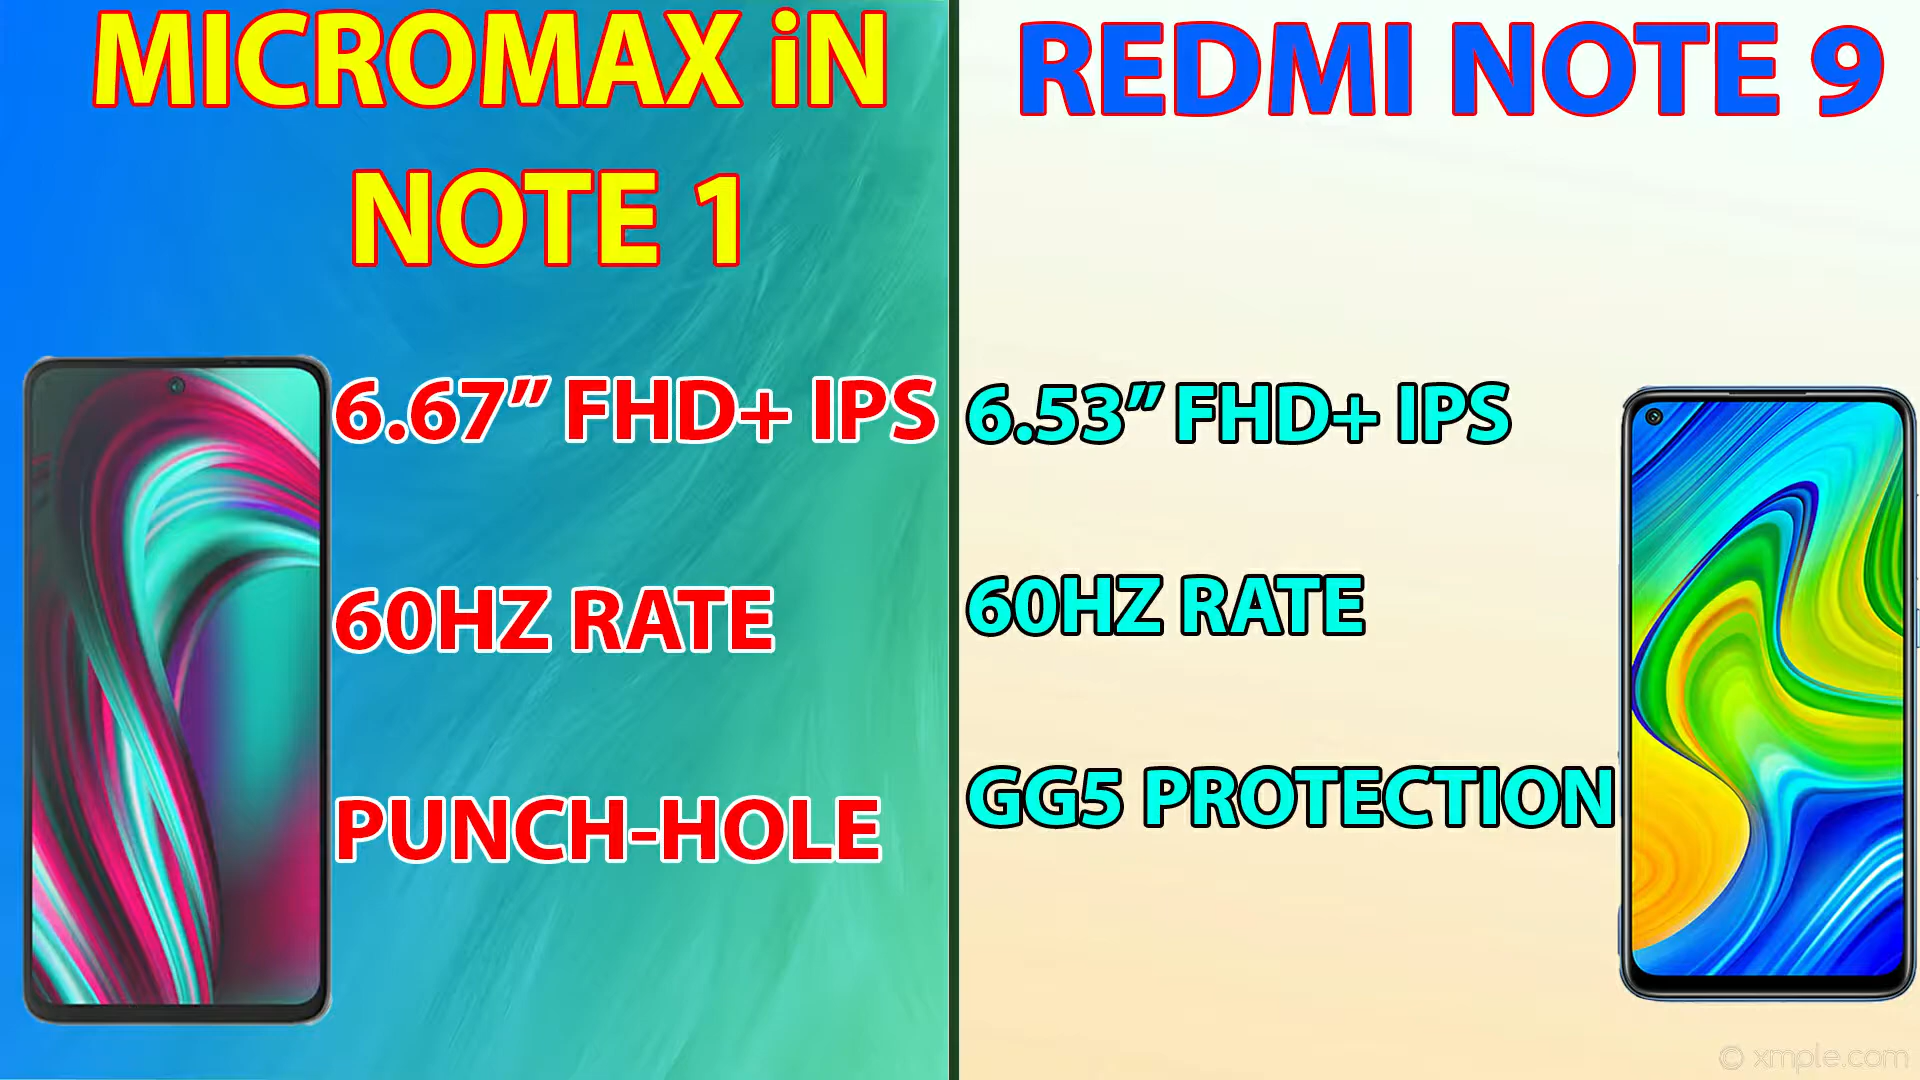 MICROMAX iN
NOTE 1
6.67” FHD+ IPS
60HZ RATE
PUNCH-HOLE
REDMI NOTE 9
6.53” FHD+ IPS
60HZ RATE
GG5 PROTECTION
© xmple.com